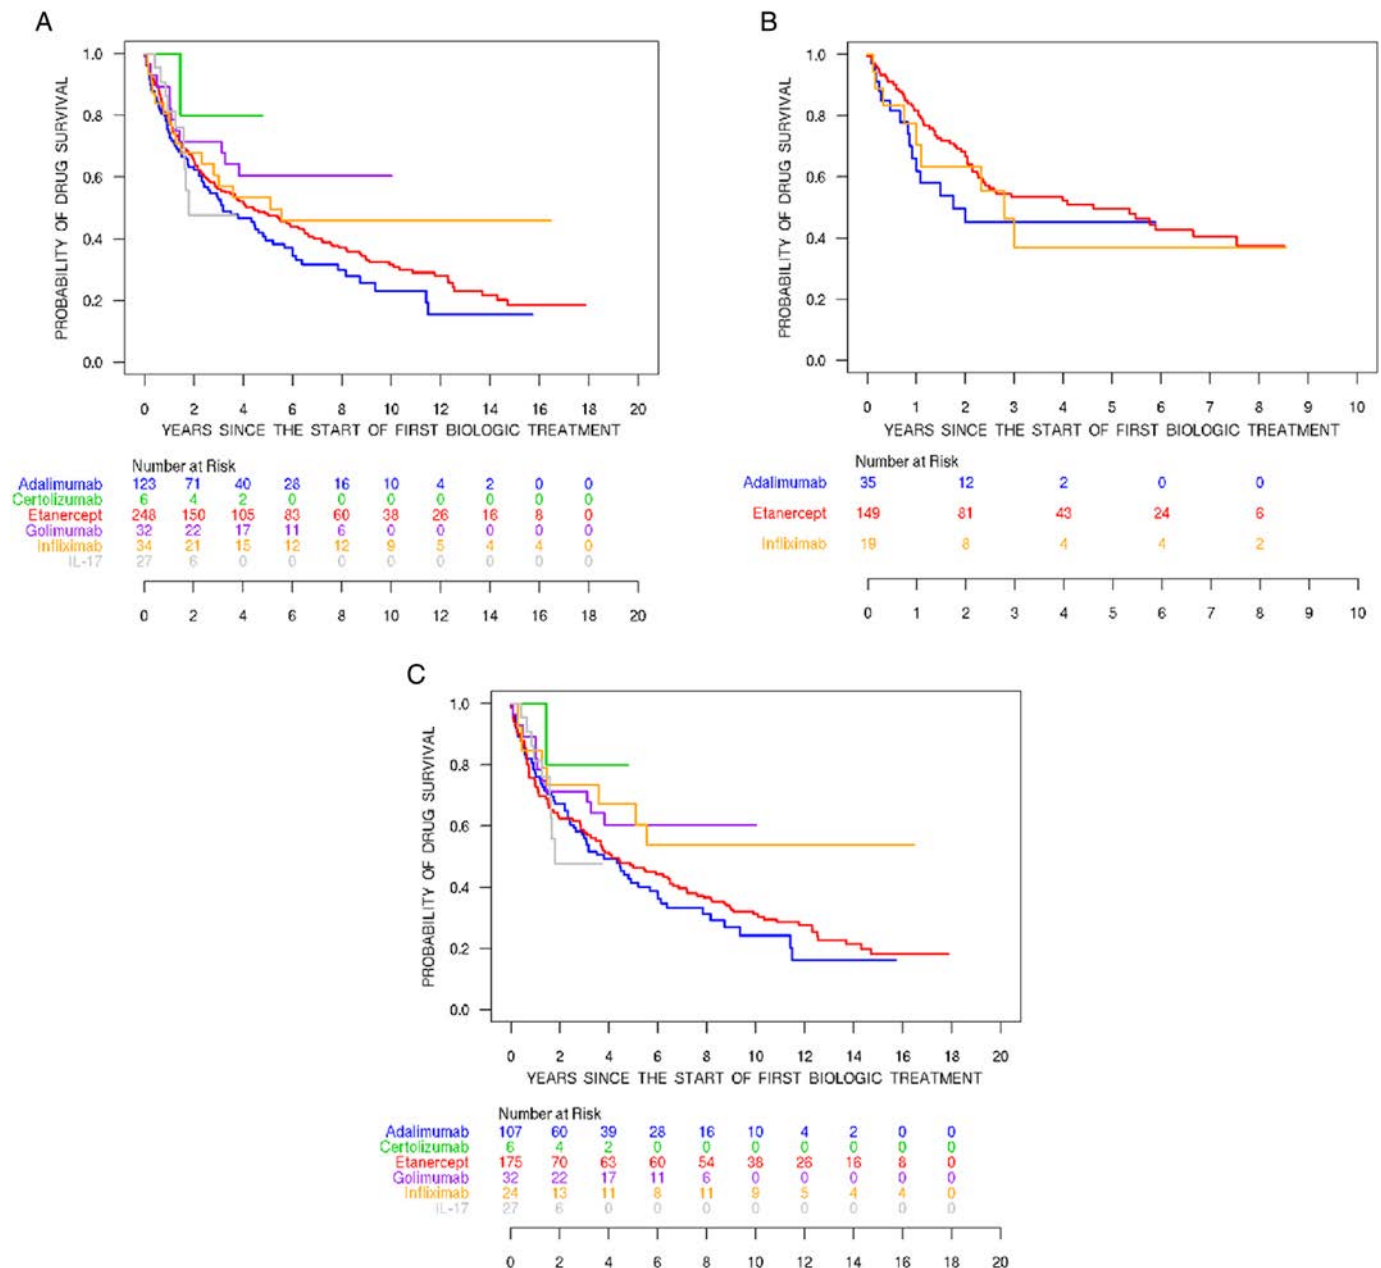 A
1.0
0.8
0.6
0.4
0.2
0.0
PROBABILITY OF DRUG SURVIVAL
0 2 4 6 8 10 12 14 16 18 20
YEARS SINCE THE START OF FIRST BIOLOGIC TREATMENT
Number at Risk
Adalimumab 123 71 40 28 16 10 4 2 0 0
Certolizumab 6 4 2 0 0 0 0 0 0 0
Etanercept 248 150 105 83 60 38 26 16 8 0
Golimumab 32 22 17 11 6 0 0 0 0 0
Infliximab 34 21 15 12 12 9 5 4 4 0
IL-17 27 6 0 0 0 0 0 0 0 0
0 2 4 6 8 10 12 14 16 18 20
B
1.0
0.8
0.6
0.4
0.2
0.0
PROBABILITY OF DRUG SURVIVAL
0 1 2 3 4 5 6 7 8 9 10
YEARS SINCE THE START OF FIRST BIOLOGIC TREATMENT
Number at Risk
Adalimumab 35 12 2 0 0
Etanercept 149 81 43 24 6
Infliximab 19 8 4 4 2
0 1 2 3 4 5 6 7 8 9 10
C
1.0
0.8
0.6
0.4
0.2
0.0
PROBABILITY OF DRUG SURVIVAL
0 2 4 6 8 10 12 14 16 18 20
YEARS SINCE THE START OF FIRST BIOLOGIC TREATMENT
Number at Risk
Adalimumab 107 60 39 28 16 10 4 2 0 0
Certolizumab 6 4 2 0 0 0 0 0 0 0
Etanercept 175 70 63 60 54 38 26 16 8 0
Golimumab 32 22 17 11 6 0 0 0 0 0
Infliximab 24 13 11 8 11 9 5 4 4 0
IL-17 27 6 0 0 0 0 0 0 0 0
0 2 4 6 8 10 12 14 16 18 20